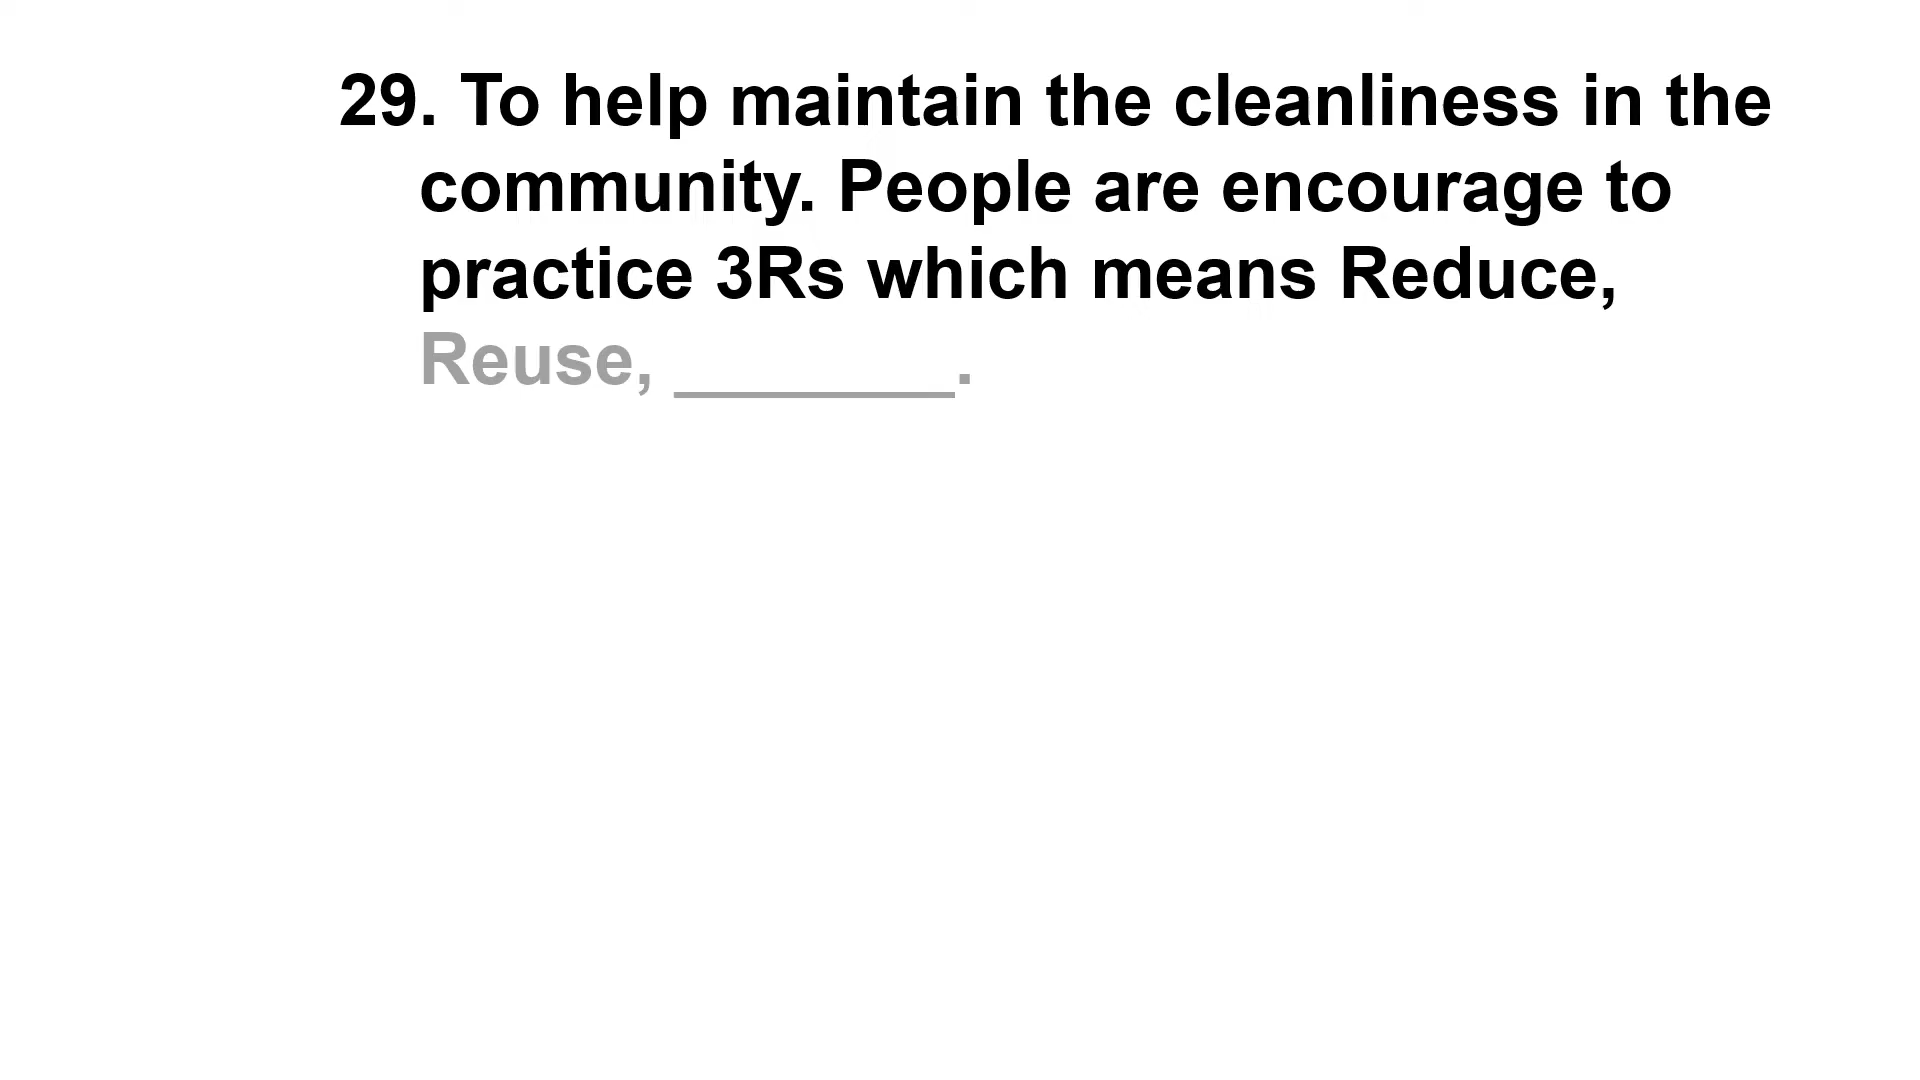 29. To help maintain the cleanliness in the
community. People are encourage to
practice 3Rs which means Reduce,
Reuse, ________.